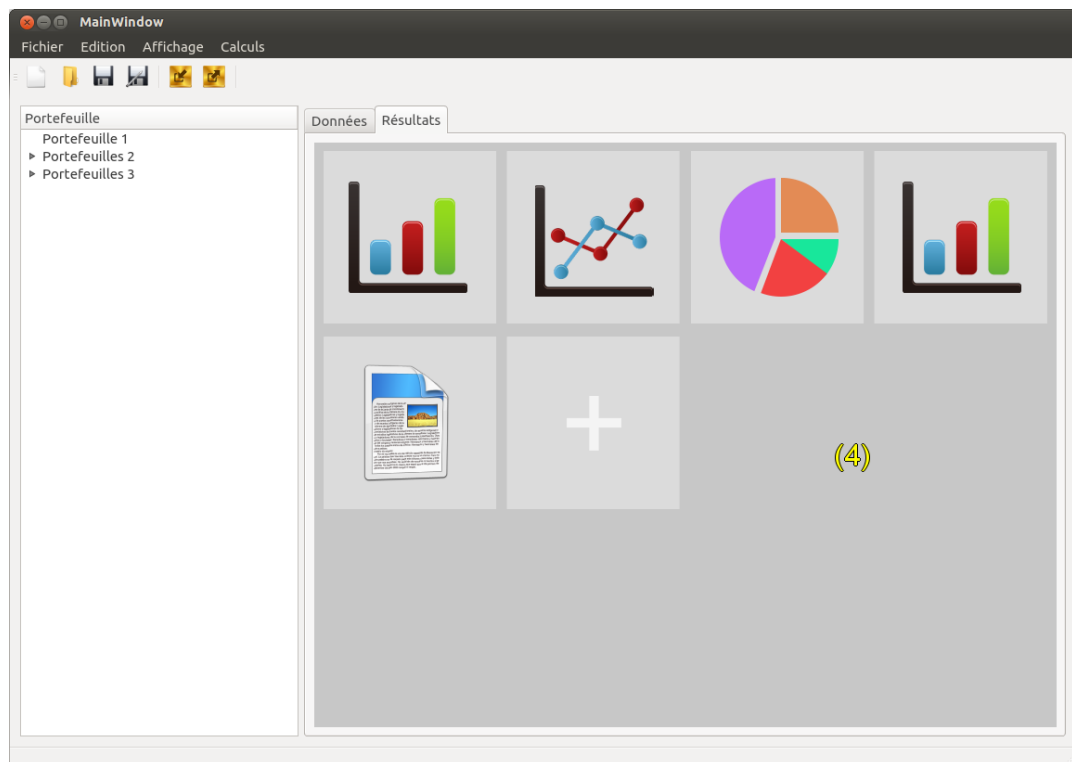 MainWindow
Fichier Edition Affichage Calculs
Portefeuille
Portefeuille 1
Portefeuilles 2
Portefeuilles 3
Données Résultats
(4)